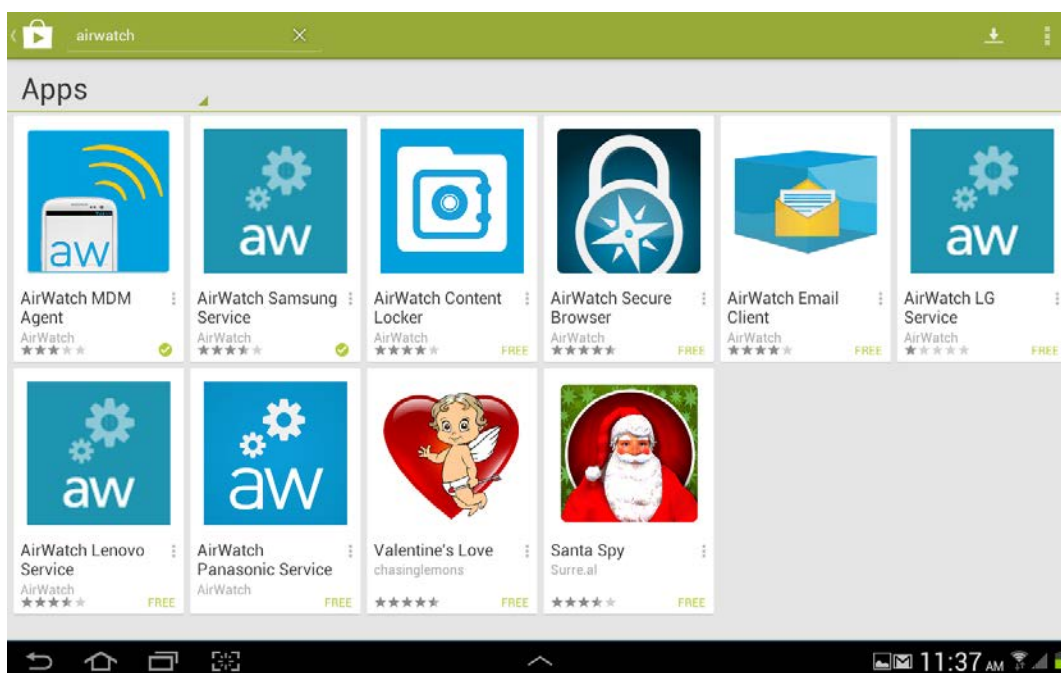 airwatch
Apps
aw
AirWatch MDM
Agent
AirWatch
aw
AirWatch Samsung
Service
AirWatch
AirWatch Content
Locker
AirWatch
FREE
AirWatch Secure
Browser
AirWatch
FREE
AirWatch Email
Client
AirWatch
FREE
aw
AirWatch LG
Service
AirWatch
FREE
aw
AirWatch Lenovo
Service
AirWatch
FREE
aw
AirWatch
Panasonic Service
AirWatch
FREE
Valentine's Love
chasinglemons
FREE
Santa Spy
Surre.al
FREE
11:37 AM